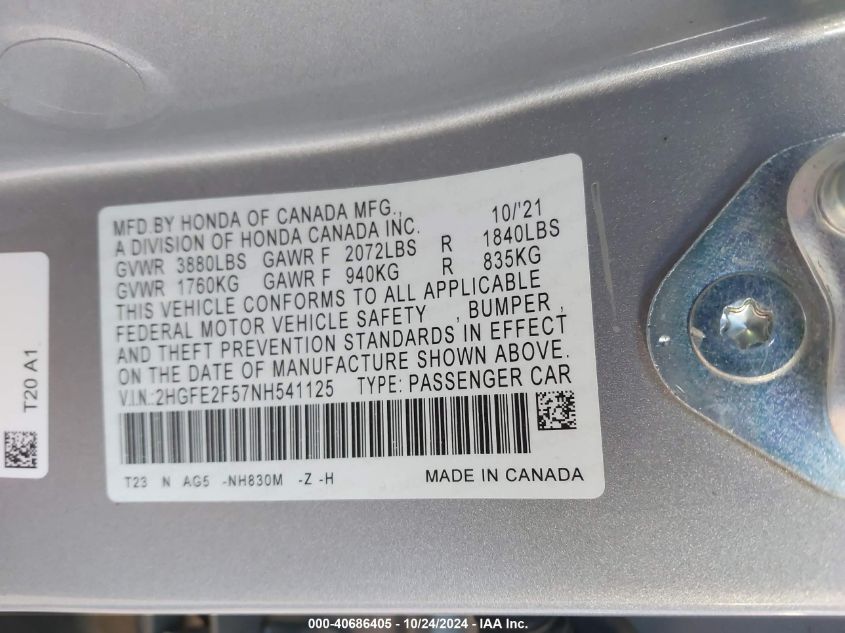 MFD.BY HONDA OF CANADA MFG., 10/'21
A DIVISION OF HONDA CANADA INC.
GVWR 3880LBS GAWR F 2072LBS R 1840LBS
GVWR 1760KG GAWR F 940KG R 835KG
THIS VEHICLE CONFORMS TO ALL APPLICABLE
FEDERAL MOTOR VEHICLE SAFETY , BUMPER ,
AND THEFT PREVENTION STANDARDS IN EFFECT
ON THE DATE OF MANUFACTURE SHOWN ABOVE.
V.I.N.:2HGFE2F57NH541125 TYPE: PASSENGER CAR
T23 N AG5 -NH830M -Z -H MADE IN CANADA
T20 A1
000-40686405 - 10/24/2024 - IAA Inc.